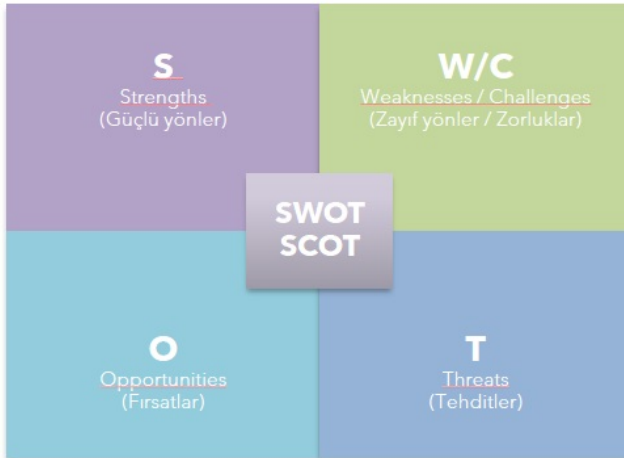 S
Strengths
(Güçlü yönler)
W/C
Weaknesses / Challenges
(Zayıf yönler / Zorluklar)
SWOT
SCOT
O
Opportunities
(Fırsatlar)
T
Threats
(Tehditler)